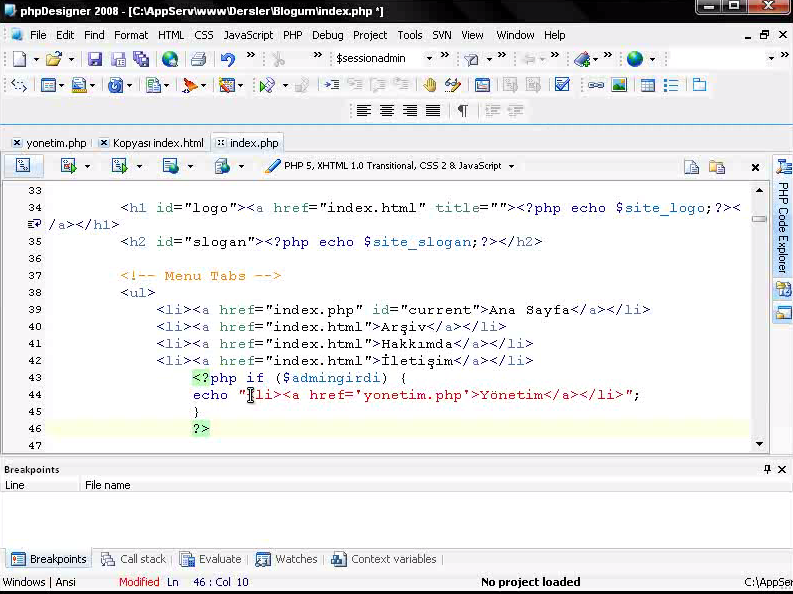 phpDesigner 2008 - [C:\AppServ\www\Dersler\Blogum\index.php *]
File Edit Find Format HTML CSS JavaScript PHP Debug Project Tools SVN View Window Help
$sessionadmin
yonetim.php Kopyası index.html index.php
PHP 5, XHTML 1.0 Transitional, CSS 2 & JavaScript
33
34 <h1 id="logo"><a href="index.html" title=""><?php echo $site_logo;?><
/a></h1>
35 <h2 id="slogan"><?php echo $site_slogan;?></h2>
36
37 <!-- Menu Tabs -->
38 <ul>
39 <li><a href="index.php" id="current">Ana Sayfa</a></li>
40 <li><a href="index.html">Arşiv</a></li>
41 <li><a href="index.html">Hakkımda</a></li>
42 <li><a href="index.html">İletişim</a></li>
43 <?php if ($admingirdi) {
44 echo "<li><a href='yonetim.php'>Yönetim</a></li>";
45 }
46 ?>
47
PHP Code Explorer
Breakpoints
Line File name
Breakpoints Call stack Evaluate Watches Context variables
Windows | Ansi Modified Ln 46 : Col 10 No project loaded C:\AppSer